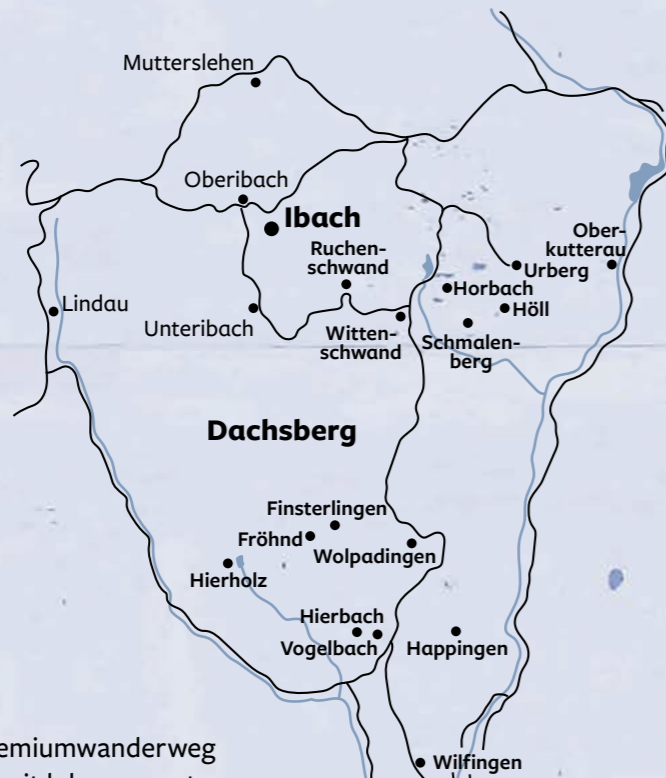 Mutterslehen
Oberibach
Ibach
Ruchen-
schwand
Ober-
kutterau
Urberg
Horbach
Höll
Lindau
Unteribach
Witten-
schwand
Schmalen-
berg
Dachsberg
Finsterlingen
Fröhnd
Wolpadingen
Hierholz
Hierbach
Vogelbach
Happingen
Wilfingen
emiumwanderweg